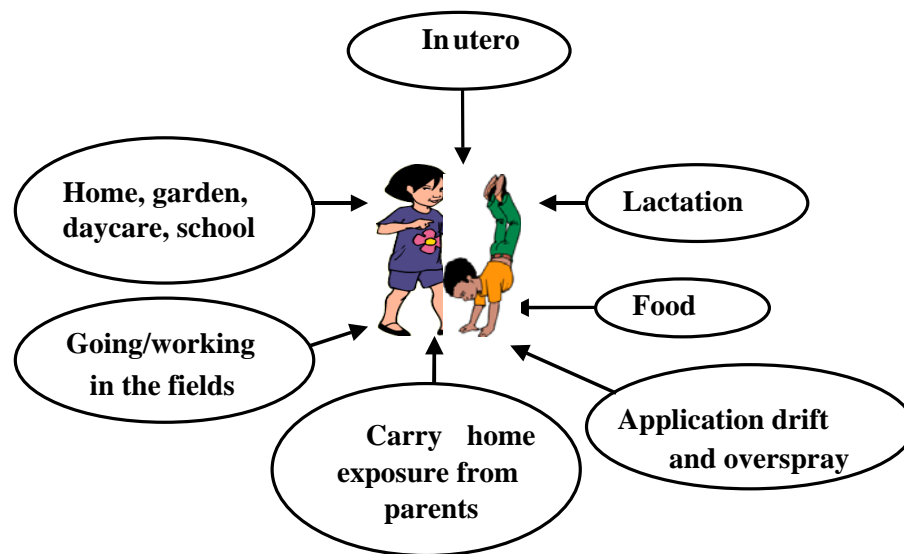 In utero
Home, garden,
daycare, school
Lactation
Food
Going/working
in the fields
Carry home
exposure from
parents
Application drift
and overspray